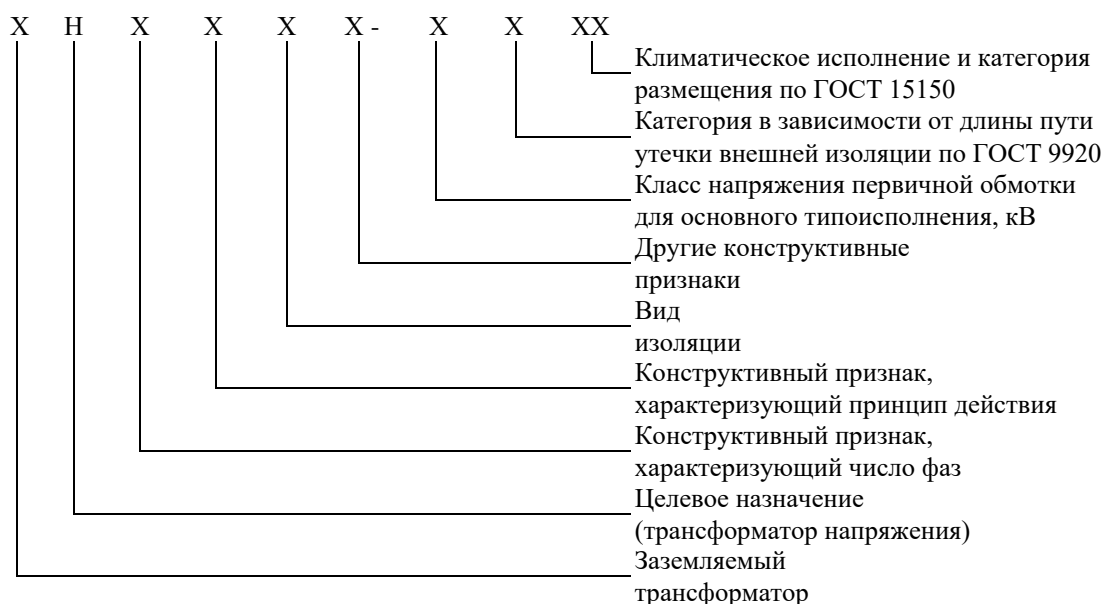 Х Н Х Х Х Х - Х Х ХХ
Климатическое исполнение и категория
размещения по ГОСТ 15150
Категория в зависимости от длины пути
утечки внешней изоляции по ГОСТ 9920
Класс напряжения первичной обмотки
для основного типоисполнения, кВ
Другие конструктивные
признаки
Вид
изоляции
Конструктивный признак,
характеризующий принцип действия
Конструктивный признак,
характеризующий число фаз
Целевое назначение
(трансформатор напряжения)
Заземляемый
трансформатор